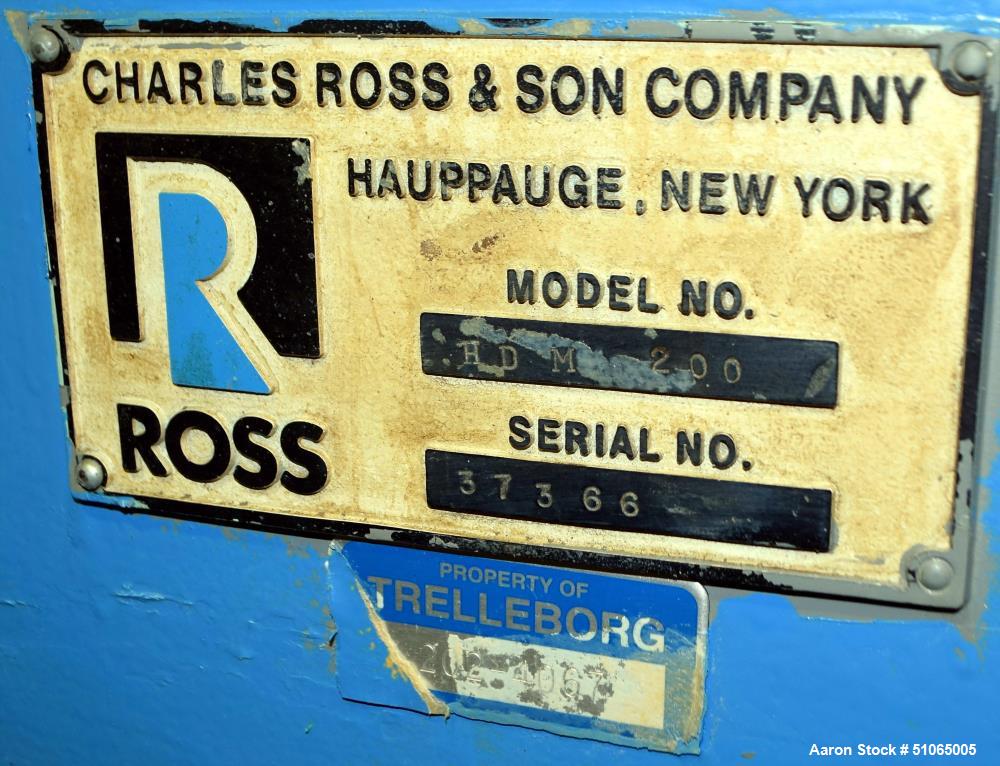 CHARLES ROSS & SON COMPANY
HAUPPAUGE, NEW YORK
R
ROSS
MODEL NO.
HDM 200
SERIAL NO.
37366
PROPERTY OF
TRELLEBORG
Aaron Stock # 51065005